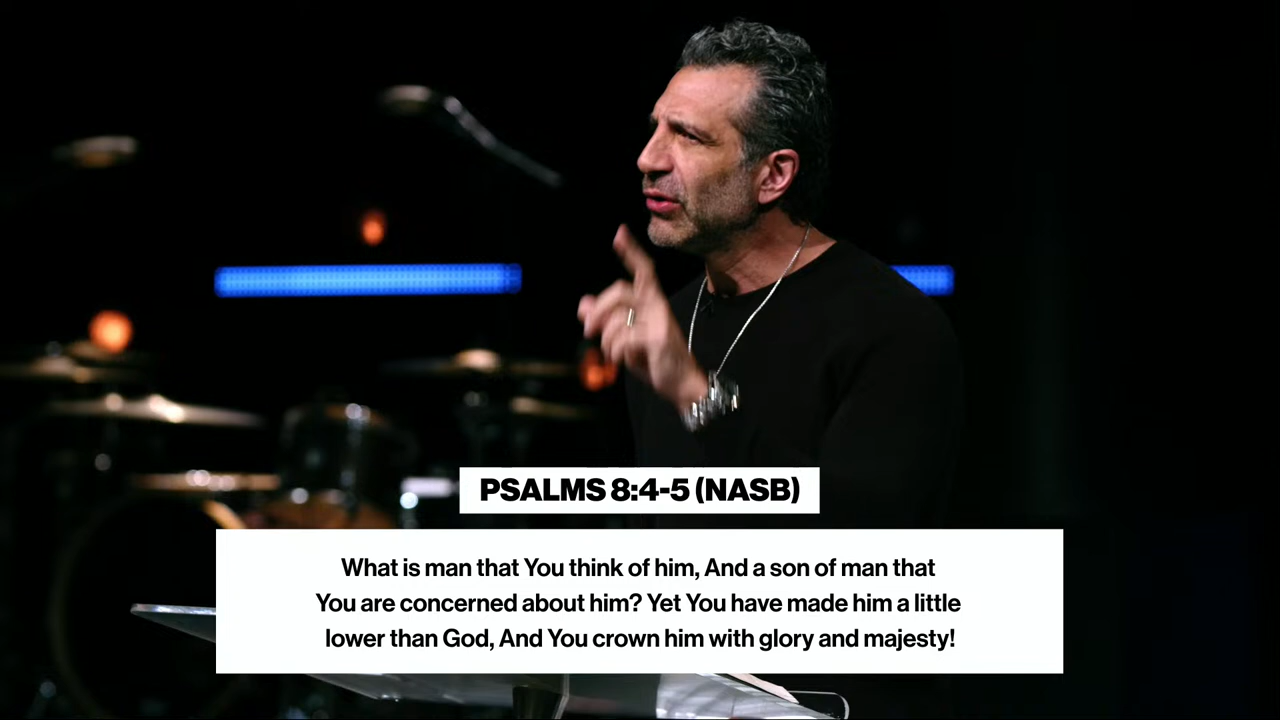 PSALMS 8:4-5 (NASB)
What is man that You think of him, And a son of man that
You are concerned about him? Yet You have made him a little
lower than God, And You crown him with glory and majesty!